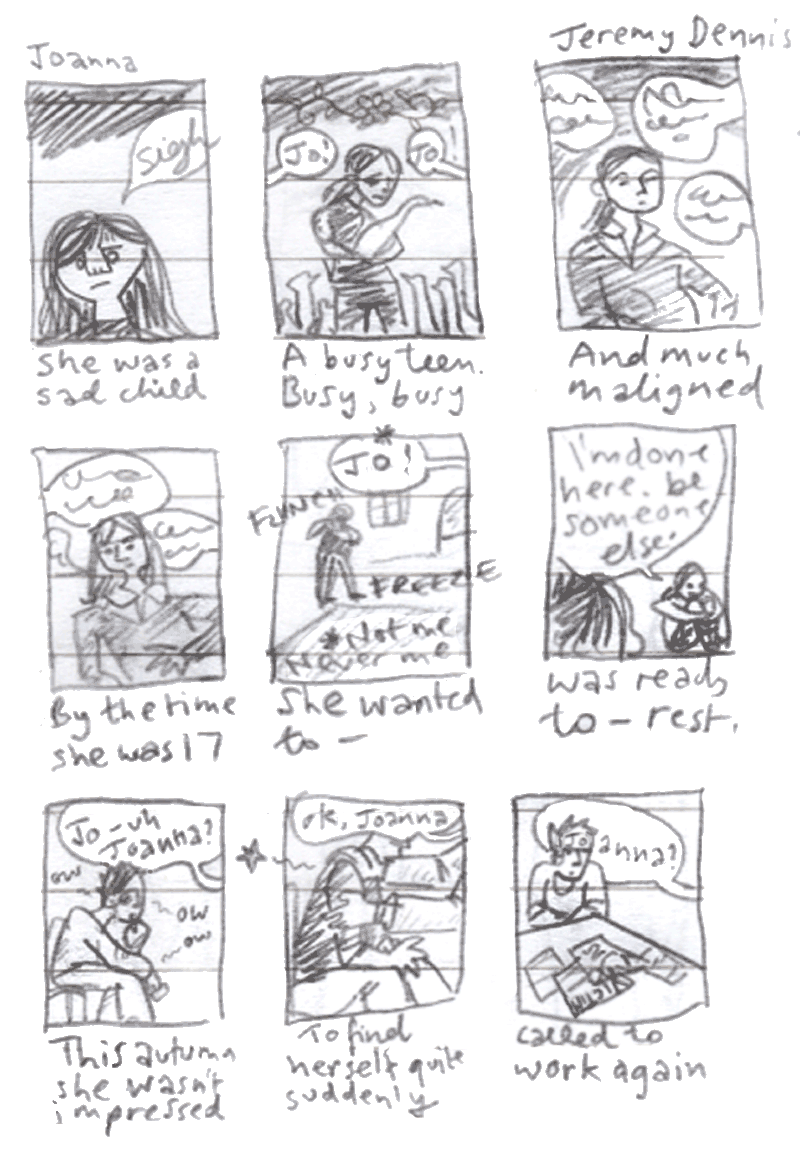 Joanna
Jeremy Dennis
Sigh
she was a
sad child
Jo!
Jo
A busy teen.
Busy, busy
And much
maligned
By the time
she was 17
*
JO!
FLINCH
FREEZE
*Not me
Never me
She wanted
to —
I'm done
here. be
someone
else.
was ready
to — rest.
Jo — uh
Joanna?
ow
ow
ow
This autumn
she wasn't
impressed
ok, Joanna
To find
herself quite
suddenly
Joanna?
called to
work again